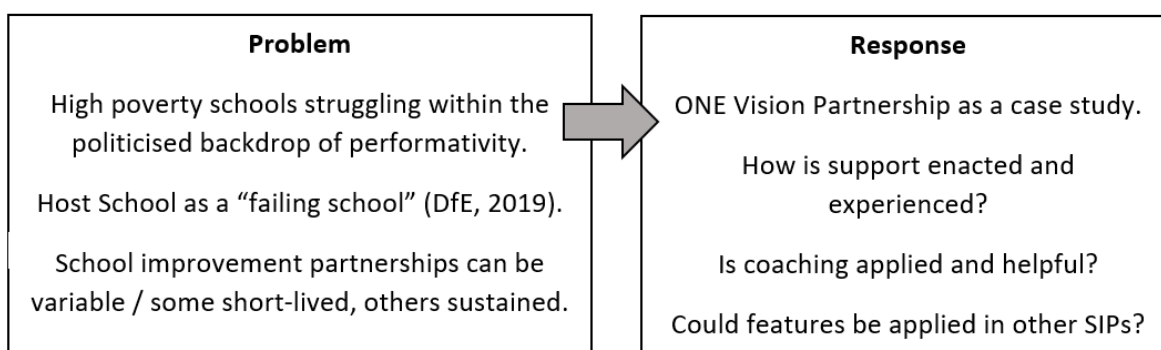 Problem
High poverty schools struggling within the
politicised backdrop of performativity.
Host School as a “failing school” (DfE, 2019).
School improvement partnerships can be
variable / some short-lived, others sustained.
Response
ONE Vision Partnership as a case study.
How is support enacted and
experienced?
Is coaching applied and helpful?
Could features be applied in other SIPs?